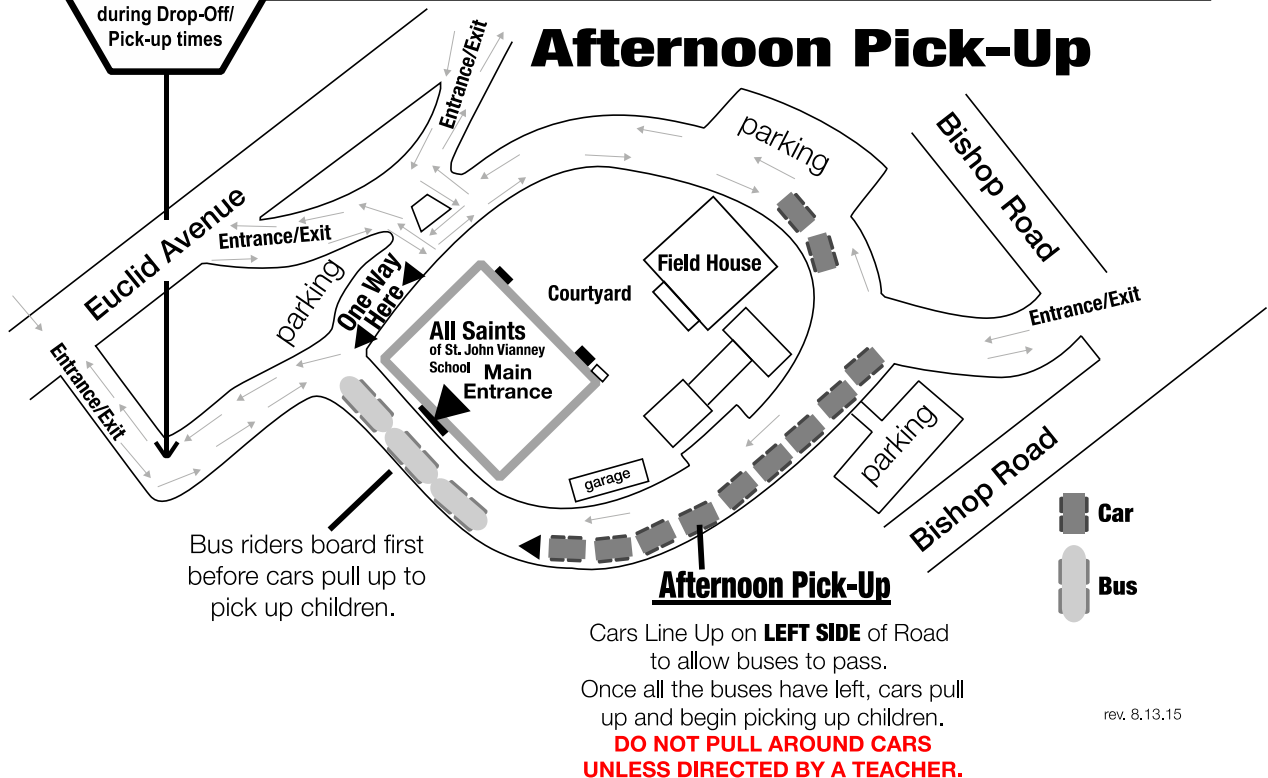 during Drop-Off/
Pick-up times
Afternoon Pick-Up
Entrance/Exit
parking
Bishop Road
Euclid Avenue
Entrance/Exit
parking
One Way
Here
Field House
Courtyard
Entrance/Exit
All Saints
of St. John Vianney
School
Main
Entrance
Entrance/Exit
parking
garage
Bishop Road
Car
Bus
Bus riders board first
before cars pull up to
pick up children.
Afternoon Pick-Up
Cars Line Up on LEFT SIDE of Road
to allow buses to pass.
Once all the buses have left, cars pull
up and begin picking up children.
DO NOT PULL AROUND CARS
UNLESS DIRECTED BY A TEACHER.
rev. 8.13.15